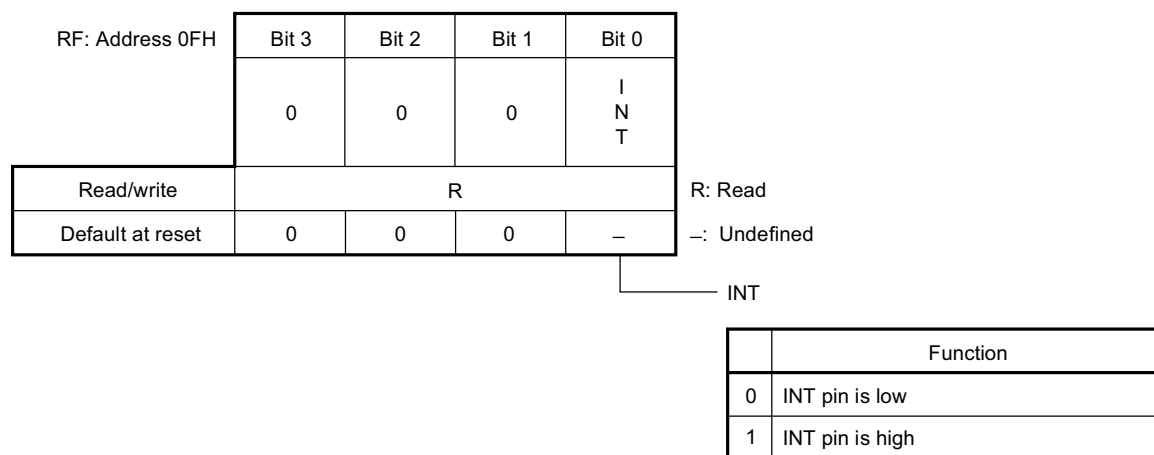 RF: Address 0FH Bit 3 Bit 2 Bit 1 Bit 0
0 0 0 I
N
T
Read/write R R: Read
Default at reset 0 0 0 – –: Undefined
INT
Function
0 INT pin is low
1 INT pin is high